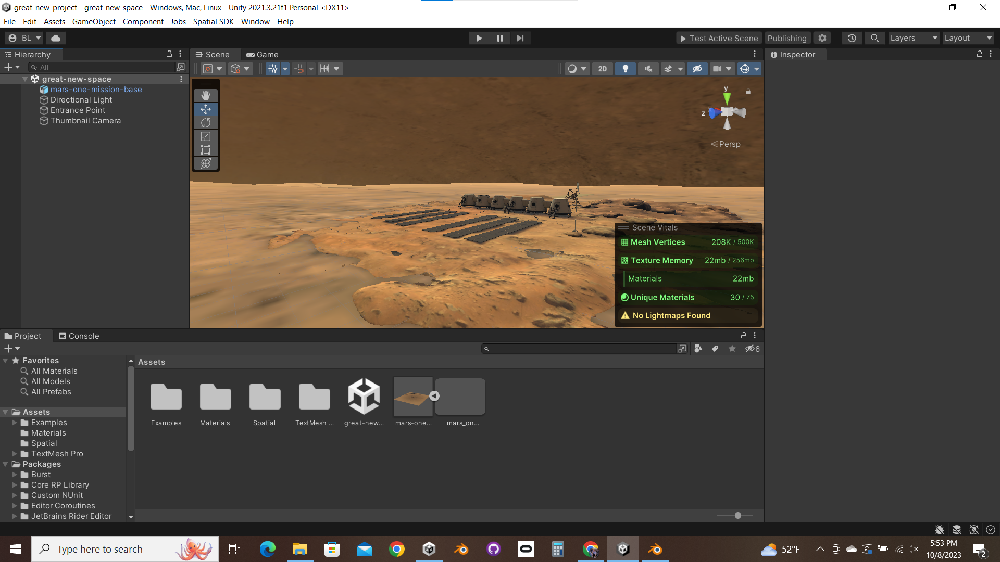 great-new-project - great-new-space - Windows, Mac, Linux - Unity 2021.3.21f1 Personal <DX11>
File Edit Assets GameObject Component Jobs Spatial SDK Window Help
BL Test Active Scene Publishing Layers Layout
Hierarchy
All
great-new-space
mars-one-mission-base
Directional Light
Entrance Point
Thumbnail Camera
Scene Game
2D
y
z
Persp
Scene Vitals
Mesh Vertices 208K / 500K
Texture Memory 22mb / 256mb
Materials 22mb
Unique Materials 30 / 75
No Lightmaps Found
Inspector
Project Console
6
Favorites
All Materials
All Models
All Prefabs
Assets
Examples
Materials
Spatial
TextMesh Pro
Packages
Burst
Core RP Library
Custom NUnit
Editor Coroutines
JetBrains Rider Editor
Assets
Examples Materials Spatial TextMesh ... great-new... mars-one... mars_on...
Type here to search
52°F
5:53 PM
10/8/2023
2